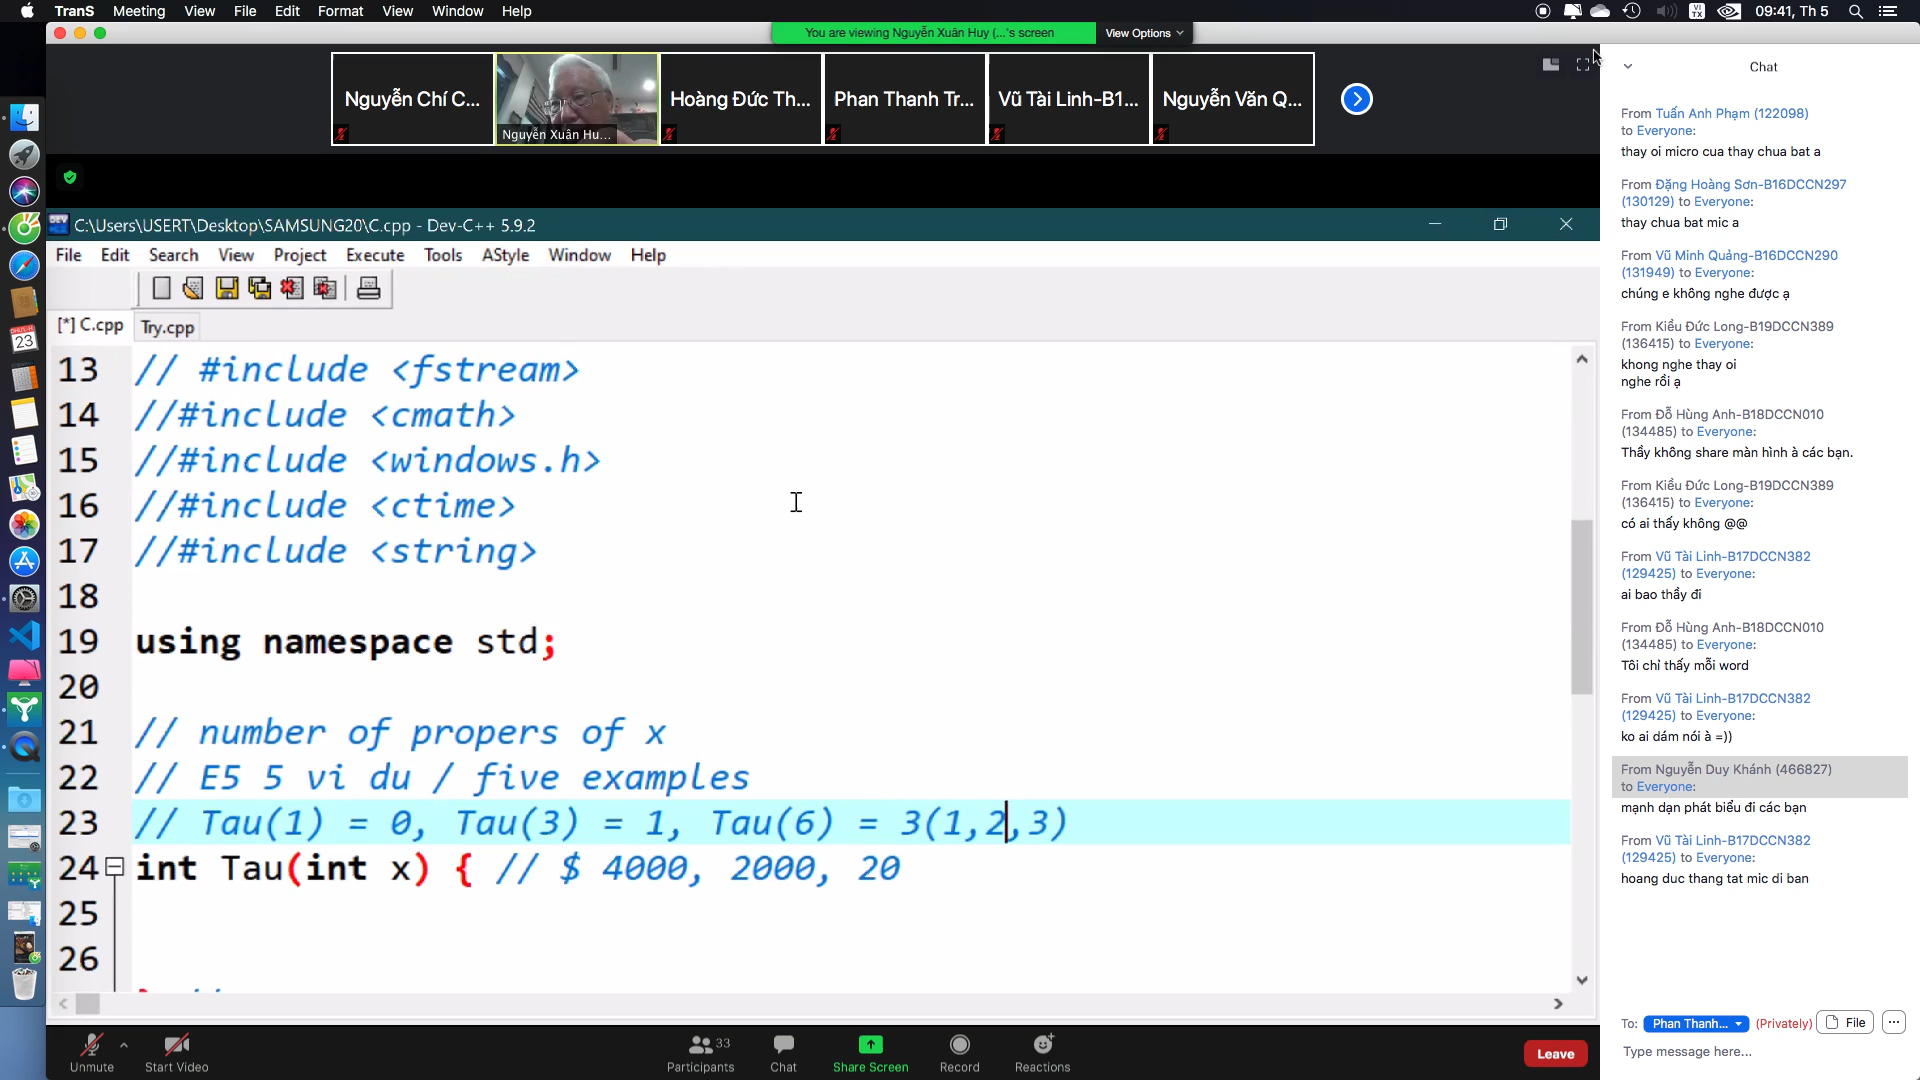 TranS Meeting View File Edit Format View Window Help
VI
TX
09:41, Th 5
You are viewing Nguyễn Xuân Huy (...'s screen
View Options
Nguyễn Chí C...
Nguyễn Xuân Hu...
Hoàng Đức Th...
Phan Thanh Tr...
Vũ Tài Linh-B1...
Nguyễn Văn Q...
C:\Users\USERT\Desktop\SAMSUNG20\C.cpp - Dev-C++ 5.9.2
File Edit Search View Project Execute Tools AStyle Window Help
[*] C.cpp Try.cpp
13 // #include <fstream>
14 //#include <cmath>
15 //#include <windows.h>
16 //#include <ctime>
17 //#include <string>
18
19 using namespace std;
20
21 // number of propers of x
22 // E5 5 vi du / five examples
23 // Tau(1) = 0, Tau(3) = 1, Tau(6) = 3(1,2,3)
24 int Tau(int x) { // $ 4000, 2000, 20
25
26
Unmute
Start Video
33
Participants
Chat
Share Screen
Record
Reactions
Leave
Chat
From Tuấn Anh Phạm (122098)
to Everyone:
thay oi micro cua thay chua bat a
From Đặng Hoàng Sơn-B16DCCN297
(130129) to Everyone:
thay chua bat mic a
From Vũ Minh Quảng-B16DCCN290
(131949) to Everyone:
chúng e không nghe được ạ
From Kiều Đức Long-B19DCCN389
(136415) to Everyone:
khong nghe thay oi
nghe rồi ạ
From Đỗ Hùng Anh-B18DCCN010
(134485) to Everyone:
Thầy không share màn hình à các bạn.
From Kiều Đức Long-B19DCCN389
(136415) to Everyone:
có ai thấy không @@
From Vũ Tài Linh-B17DCCN382
(129425) to Everyone:
ai bao thầy đi
From Đỗ Hùng Anh-B18DCCN010
(134485) to Everyone:
Tôi chỉ thấy mỗi word
From Vũ Tài Linh-B17DCCN382
(129425) to Everyone:
ko ai dám nói à =))
From Nguyễn Duy Khánh (466827)
to Everyone:
mạnh dạn phát biểu đi các bạn
From Vũ Tài Linh-B17DCCN382
(129425) to Everyone:
hoang duc thang tat mic di ban
To: Phan Thanh... (Privately) File
Type message here...
23